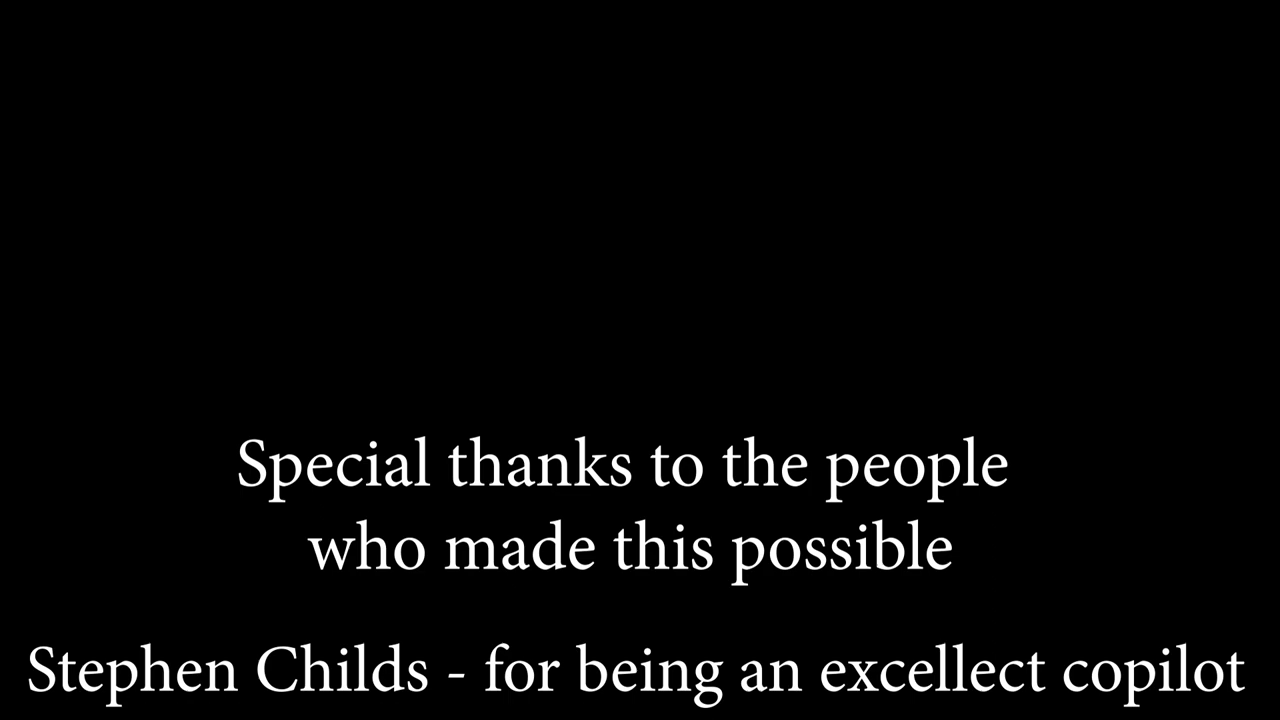 Special thanks to the people
who made this possible
Stephen Childs - for being an excellect copilot